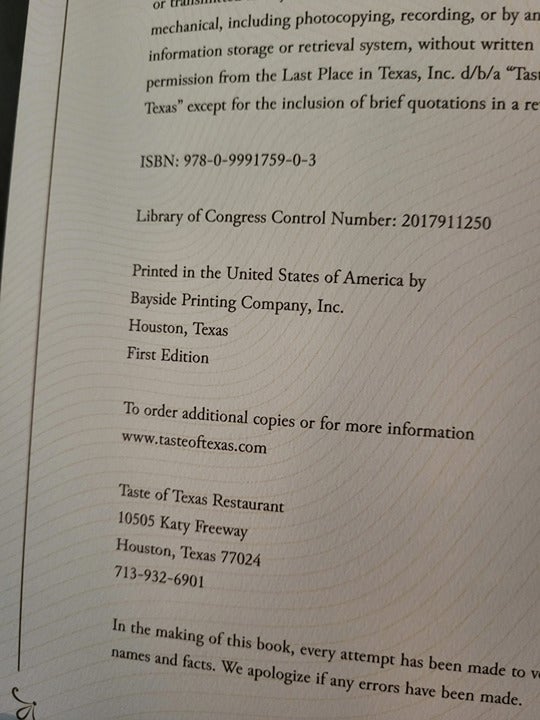 or transmitted
mechanical, including photocopying, recording, or by an
information storage or retrieval system, without written
permission from the Last Place in Texas, Inc. d/b/a “Tast
Texas” except for the inclusion of brief quotations in a re
ISBN: 978-0-9991759-0-3
Library of Congress Control Number: 2017911250
Printed in the United States of America by
Bayside Printing Company, Inc.
Houston, Texas
First Edition
To order additional copies or for more information
www.tasteoftexas.com
Taste of Texas Restaurant
10505 Katy Freeway
Houston, Texas 77024
713-932-6901
In the making of this book, every attempt has been made to ve
names and facts. We apologize if any errors have been made.